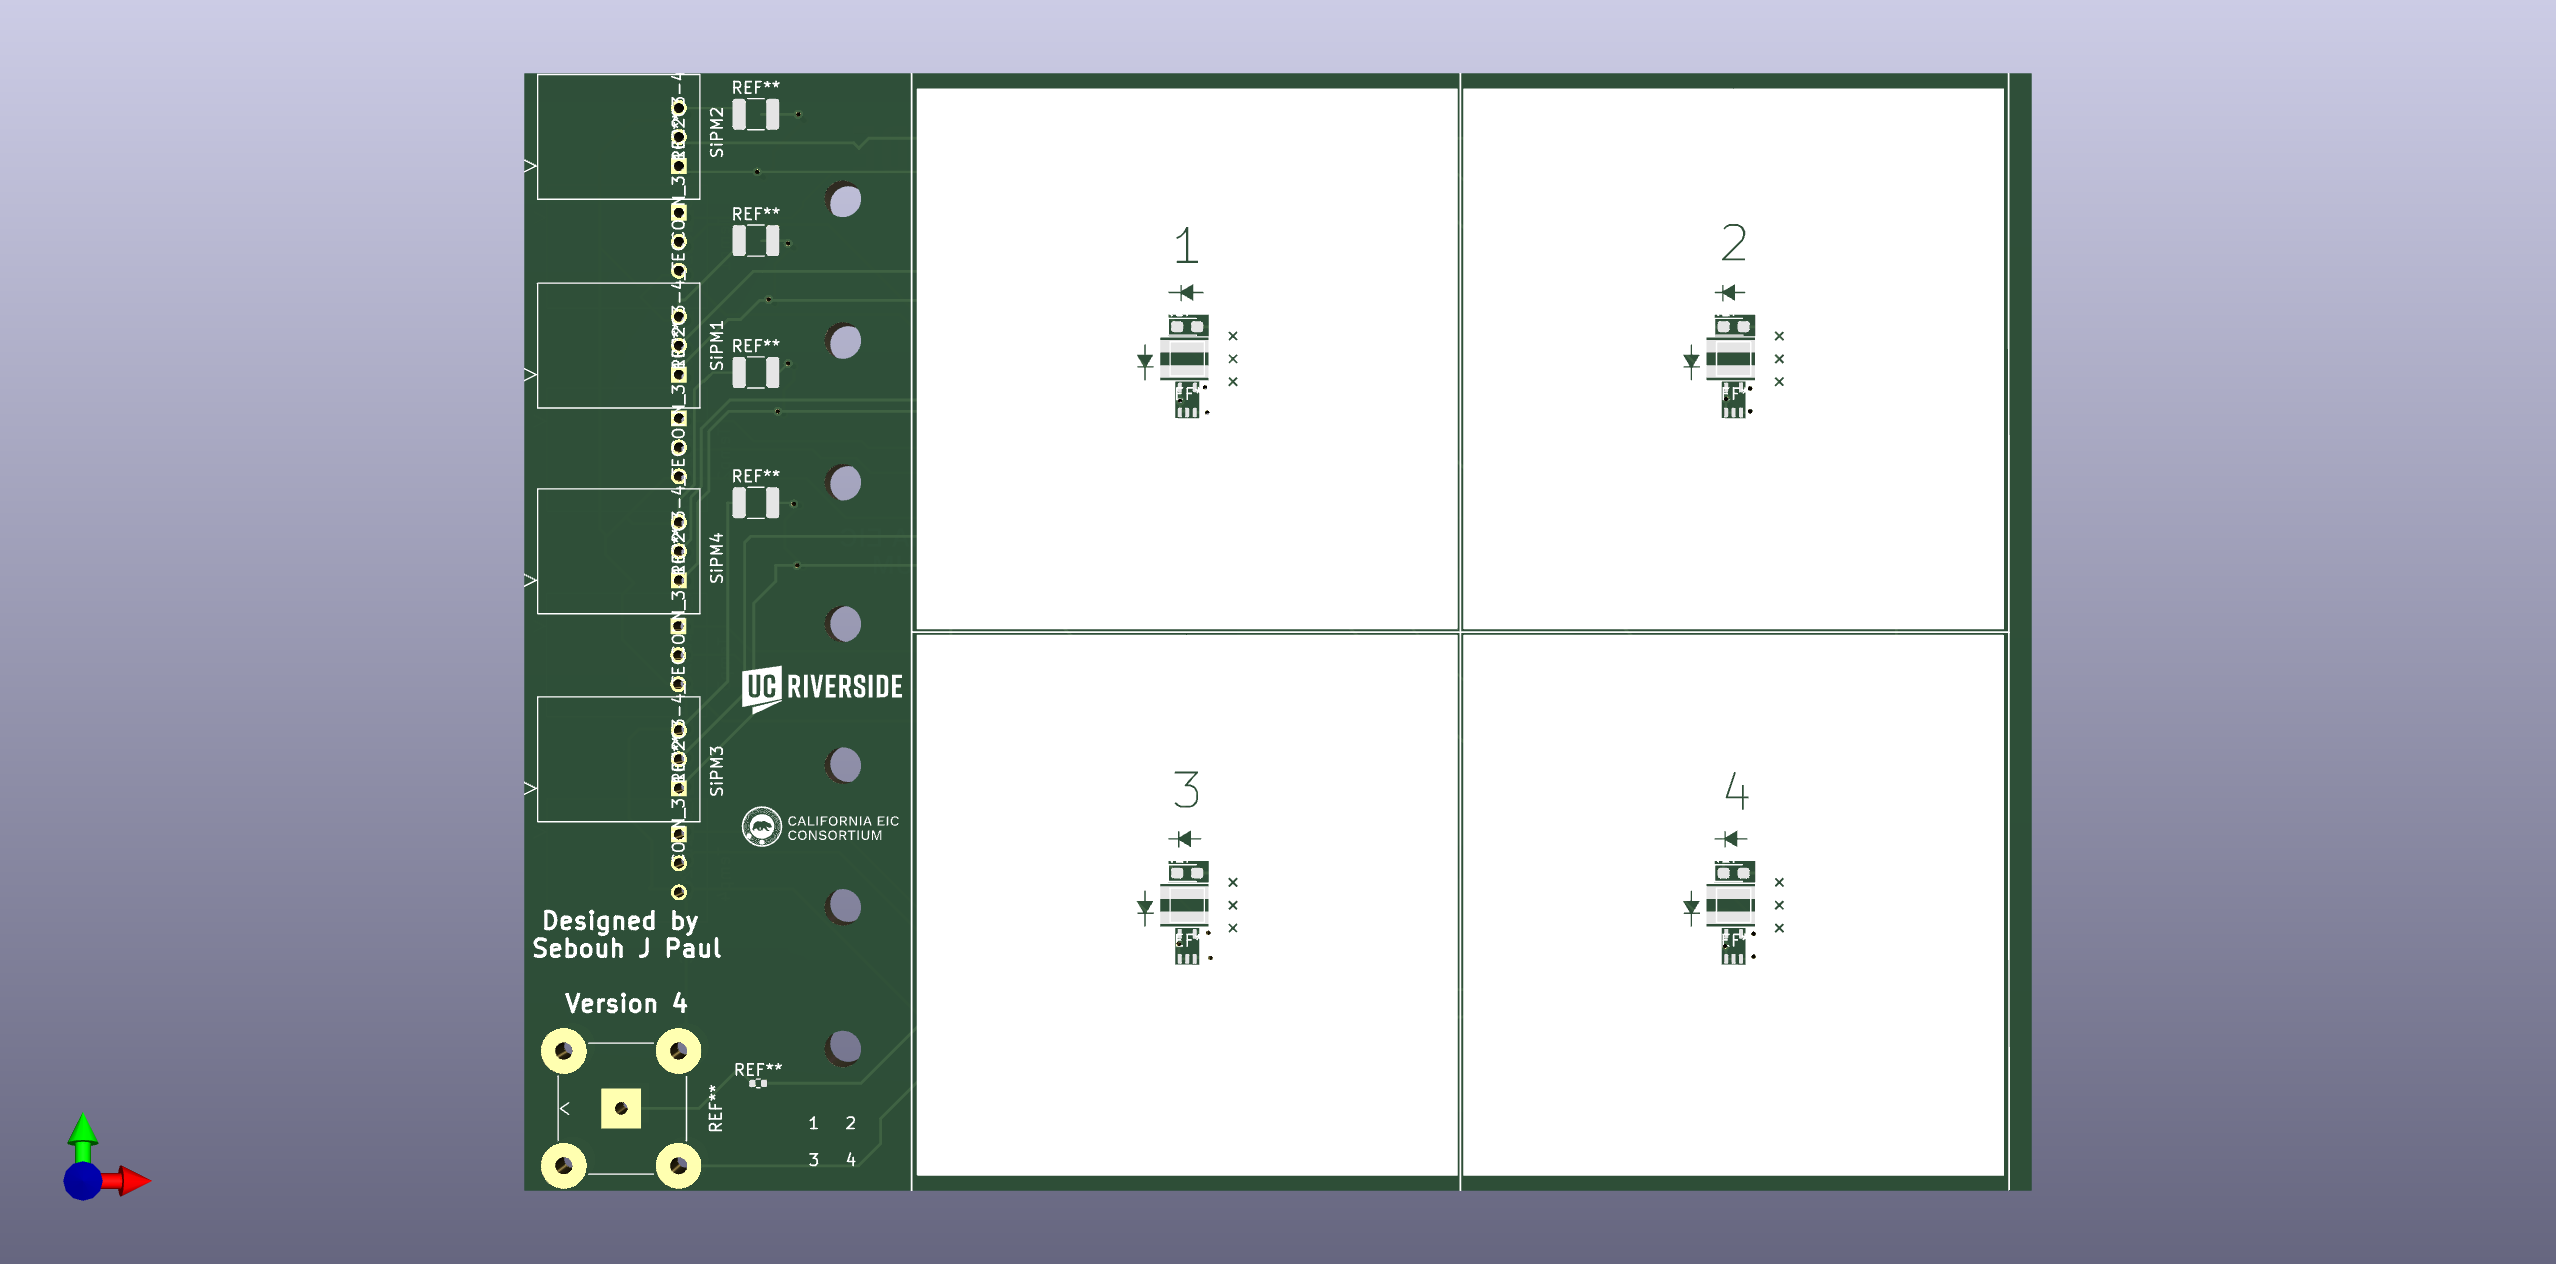 REF**
SiPM2
REF**
SiPM1
REF**
REF**
SiPM4
UC RIVERSIDE
SiPM3
CALIFORNIA EIC
CONSORTIUM
Designed by
Sebouh J Paul
Version 4
REF**
REF**
1 2
3 4
1
2
3
4